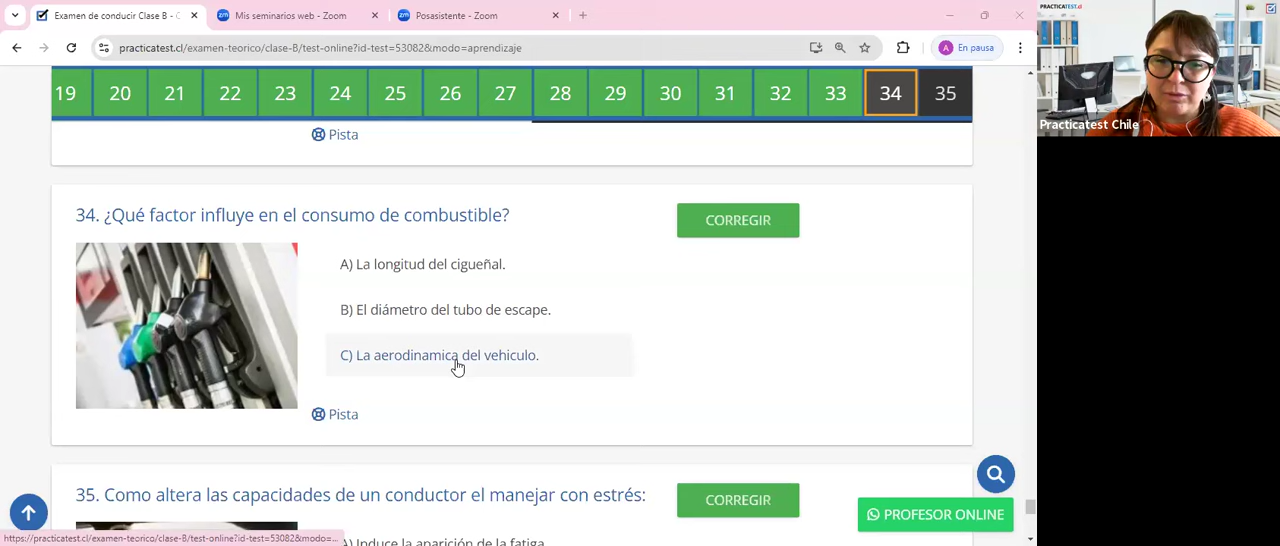 Examen de conducir Clase B - C
Mis seminarios web - Zoom
Posasistente - Zoom
practicatest.cl/examen-teorico/clase-B/test-online?id-test=53082&modo=aprendizaje
A
En pausa
PRACTICATEST.cl
Practicatest Chile
19 20 21 22 23 24 25 26 27 28 29 30 31 32 33 34 35
Pista
34. ¿Qué factor influye en el consumo de combustible?
CORREGIR
A) La longitud del cigueñal.
B) El diámetro del tubo de escape.
C) La aerodinamica del vehiculo.
Pista
35. Como altera las capacidades de un conductor el manejar con estrés:
CORREGIR
PROFESOR ONLINE
https://practicatest.cl/examen-teorico/clase-B/test-online?id-test=53082&modo=...
A) Induce la aparición de la fatiga.